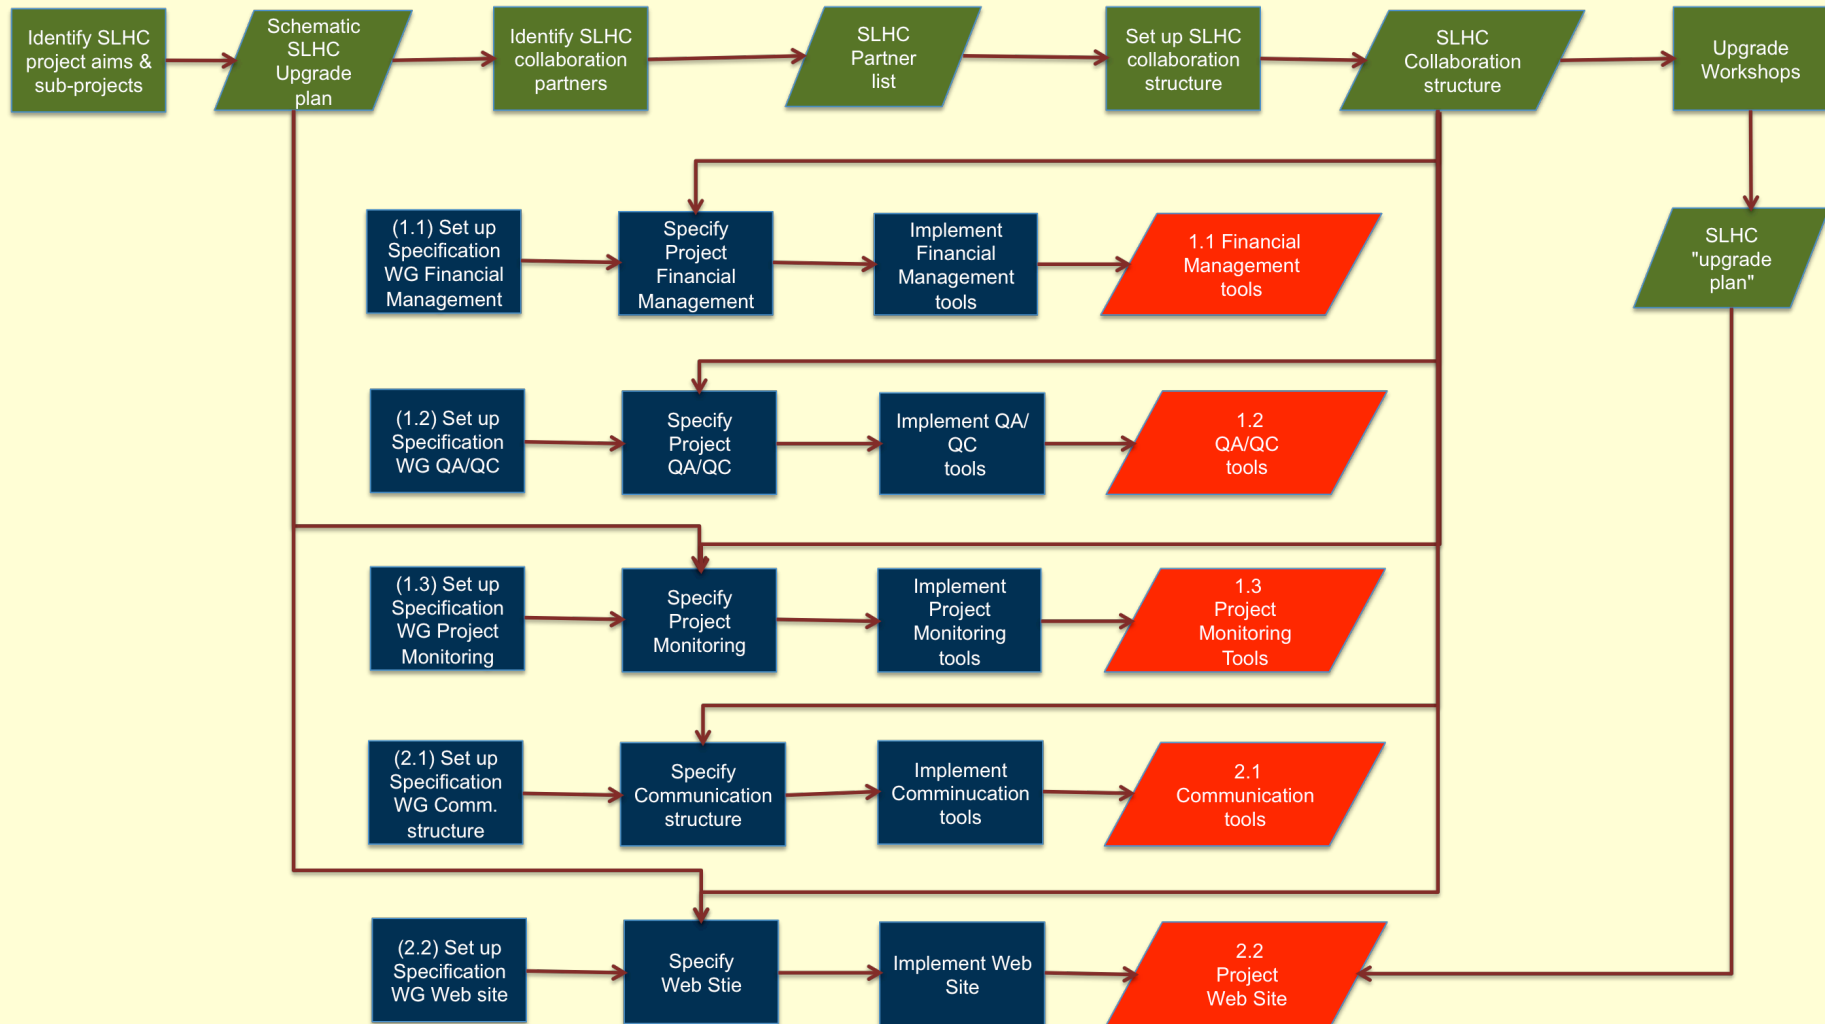 Identify SLHC
project aims &
sub-projects
Schematic
SLHC
Upgrade
plan
Identify SLHC
collaboration
partners
SLHC
Partner
list
Set up SLHC
collaboration
structure
SLHC
Collaboration
structure
Upgrade
Workshops
SLHC
"upgrade
plan"
(1.1) Set up
Specification
WG Financial
Management
Specify
Project
Financial
Management
Implement
Financial
Management
tools
1.1 Financial
Management
tools
(1.2) Set up
Specification
WG QA/QC
Specify
Project
QA/QC
Implement QA/
QC
tools
1.2
QA/QC
tools
(1.3) Set up
Specification
WG Project
Monitoring
Specify
Project
Monitoring
Implement
Project
Monitoring
tools
1.3
Project
Monitoring
Tools
(2.1) Set up
Specification
WG Comm.
structure
Specify
Communication
structure
Implement
Comminucation
tools
2.1
Communication
tools
(2.2) Set up
Specification
WG Web site
Specify
Web Stie
Implement Web
Site
2.2
Project
Web Site